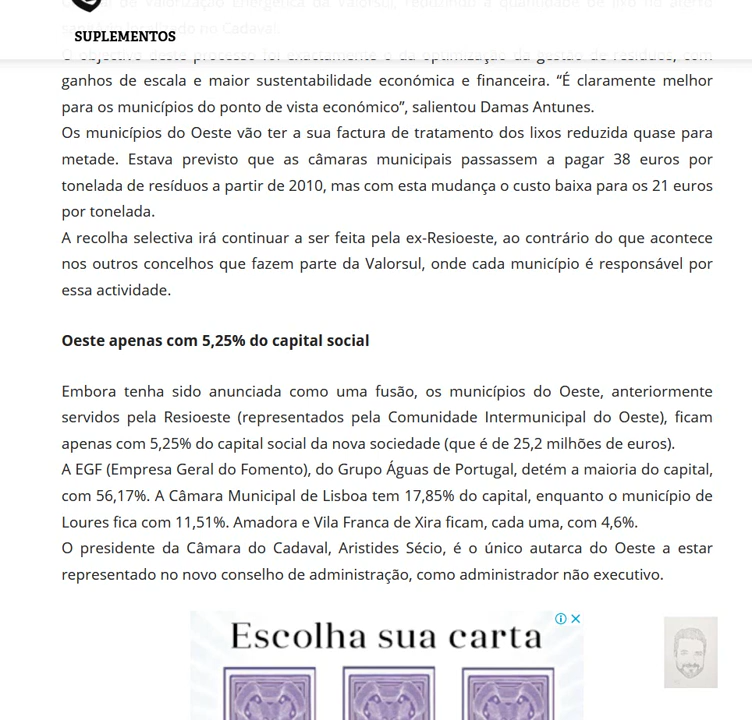 SUPLEMENTOS
O objectivo deste processo foi exactamente o da optimização da gestão de resíduos, com
ganhos de escala e maior sustentabilidade económica e financeira. “É claramente melhor
para os municípios do ponto de vista económico”, salientou Damas Antunes.
Os municípios do Oeste vão ter a sua factura de tratamento dos lixos reduzida quase para
metade. Estava previsto que as câmaras municipais passassem a pagar 38 euros por
tonelada de resíduos a partir de 2010, mas com esta mudança o custo baixa para os 21 euros
por tonelada.
A recolha selectiva irá continuar a ser feita pela ex-Resioeste, ao contrário do que acontece
nos outros concelhos que fazem parte da Valorsul, onde cada município é responsável por
essa actividade.
Oeste apenas com 5,25% do capital social
Embora tenha sido anunciada como uma fusão, os municípios do Oeste, anteriormente
servidos pela Resioeste (representados pela Comunidade Intermunicipal do Oeste), ficam
apenas com 5,25% do capital social da nova sociedade (que é de 25,2 milhões de euros).
A EGF (Empresa Geral do Fomento), do Grupo Águas de Portugal, detém a maioria do capital,
com 56,17%. A Câmara Municipal de Lisboa tem 17,85% do capital, enquanto o município de
Loures fica com 11,51%. Amadora e Vila Franca de Xira ficam, cada uma, com 4,6%.
O presidente da Câmara do Cadaval, Aristides Sécio, é o único autarca do Oeste a estar
representado no novo conselho de administração, como administrador não executivo.
Escolha sua carta